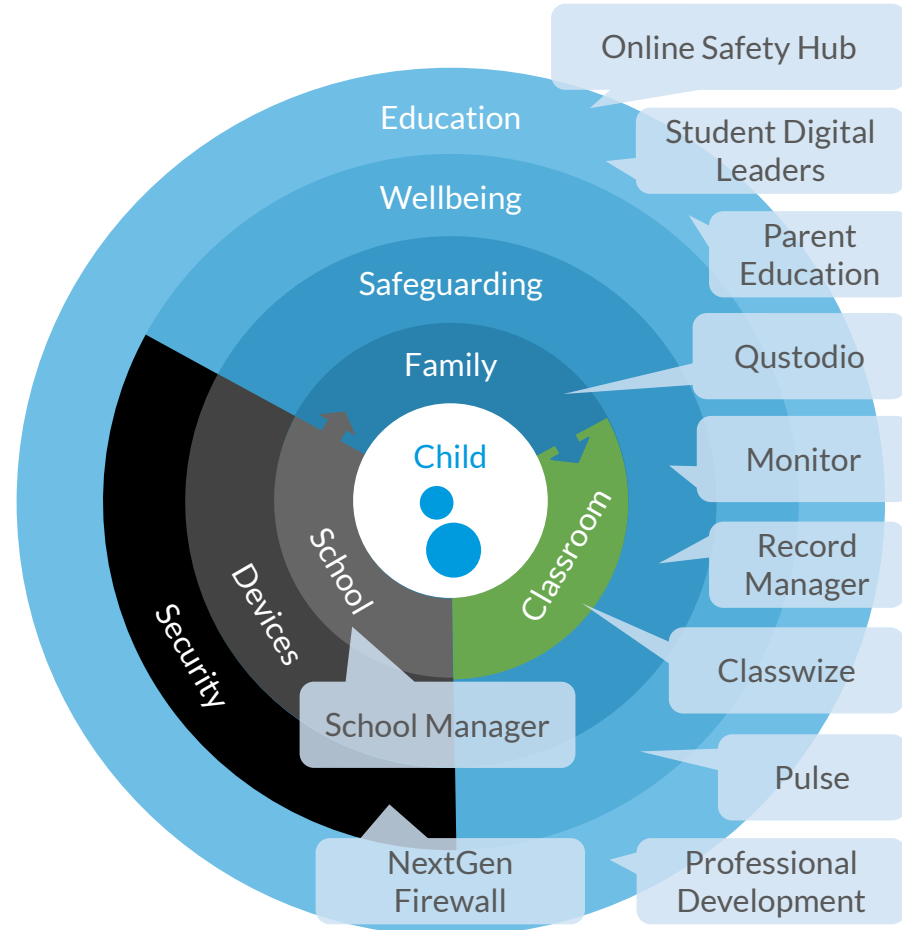 Online Safety Hub
Education
Student Digital
Leaders
Wellbeing
Parent
Education
Safeguarding
Family
Qustodio
Child
Monitor
Classroom
School
Record
Manager
Devices
Security
Classwize
School Manager
Pulse
NextGen
Firewall
Professional
Development